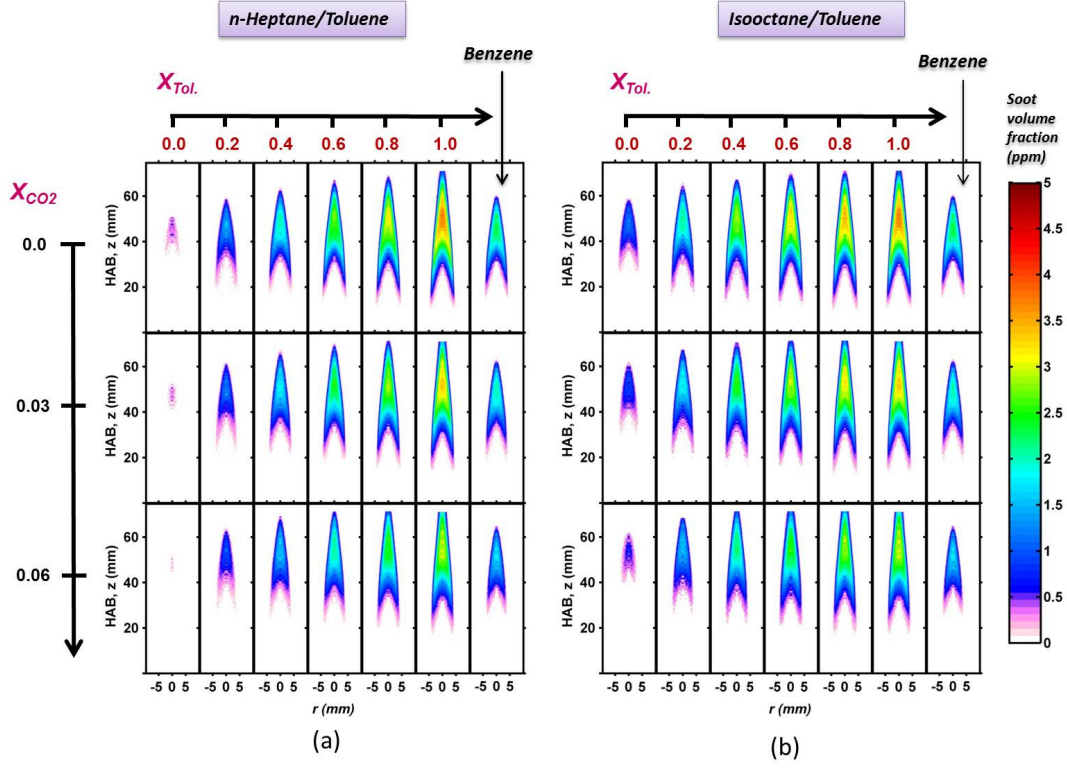 n-Heptane/Toluene
Isooctane/Toluene
Benzene
Benzene
X_Tol.
X_Tol.
0.0 0.2 0.4 0.6 0.8 1.0
0.0 0.2 0.4 0.6 0.8 1.0
Soot
volume
fraction
(ppm)
X_CO2
0.0
0.03
0.06
HAB, z (mm)
60
40
20
HAB, z (mm)
60
40
20
HAB, z (mm)
60
40
20
HAB, z (mm)
60
40
20
HAB, z (mm)
60
40
20
HAB, z (mm)
60
40
20
5
4.5
4
3.5
3
2.5
2
1.5
1
0.5
0
-5 0 5 -5 0 5 -5 0 5 -5 0 5 -5 0 5 -5 0 5 -5 0 5
-5 0 5 -5 0 5 -5 0 5 -5 0 5 -5 0 5 -5 0 5 -5 0 5
r (mm)
r (mm)
(a)
(b)